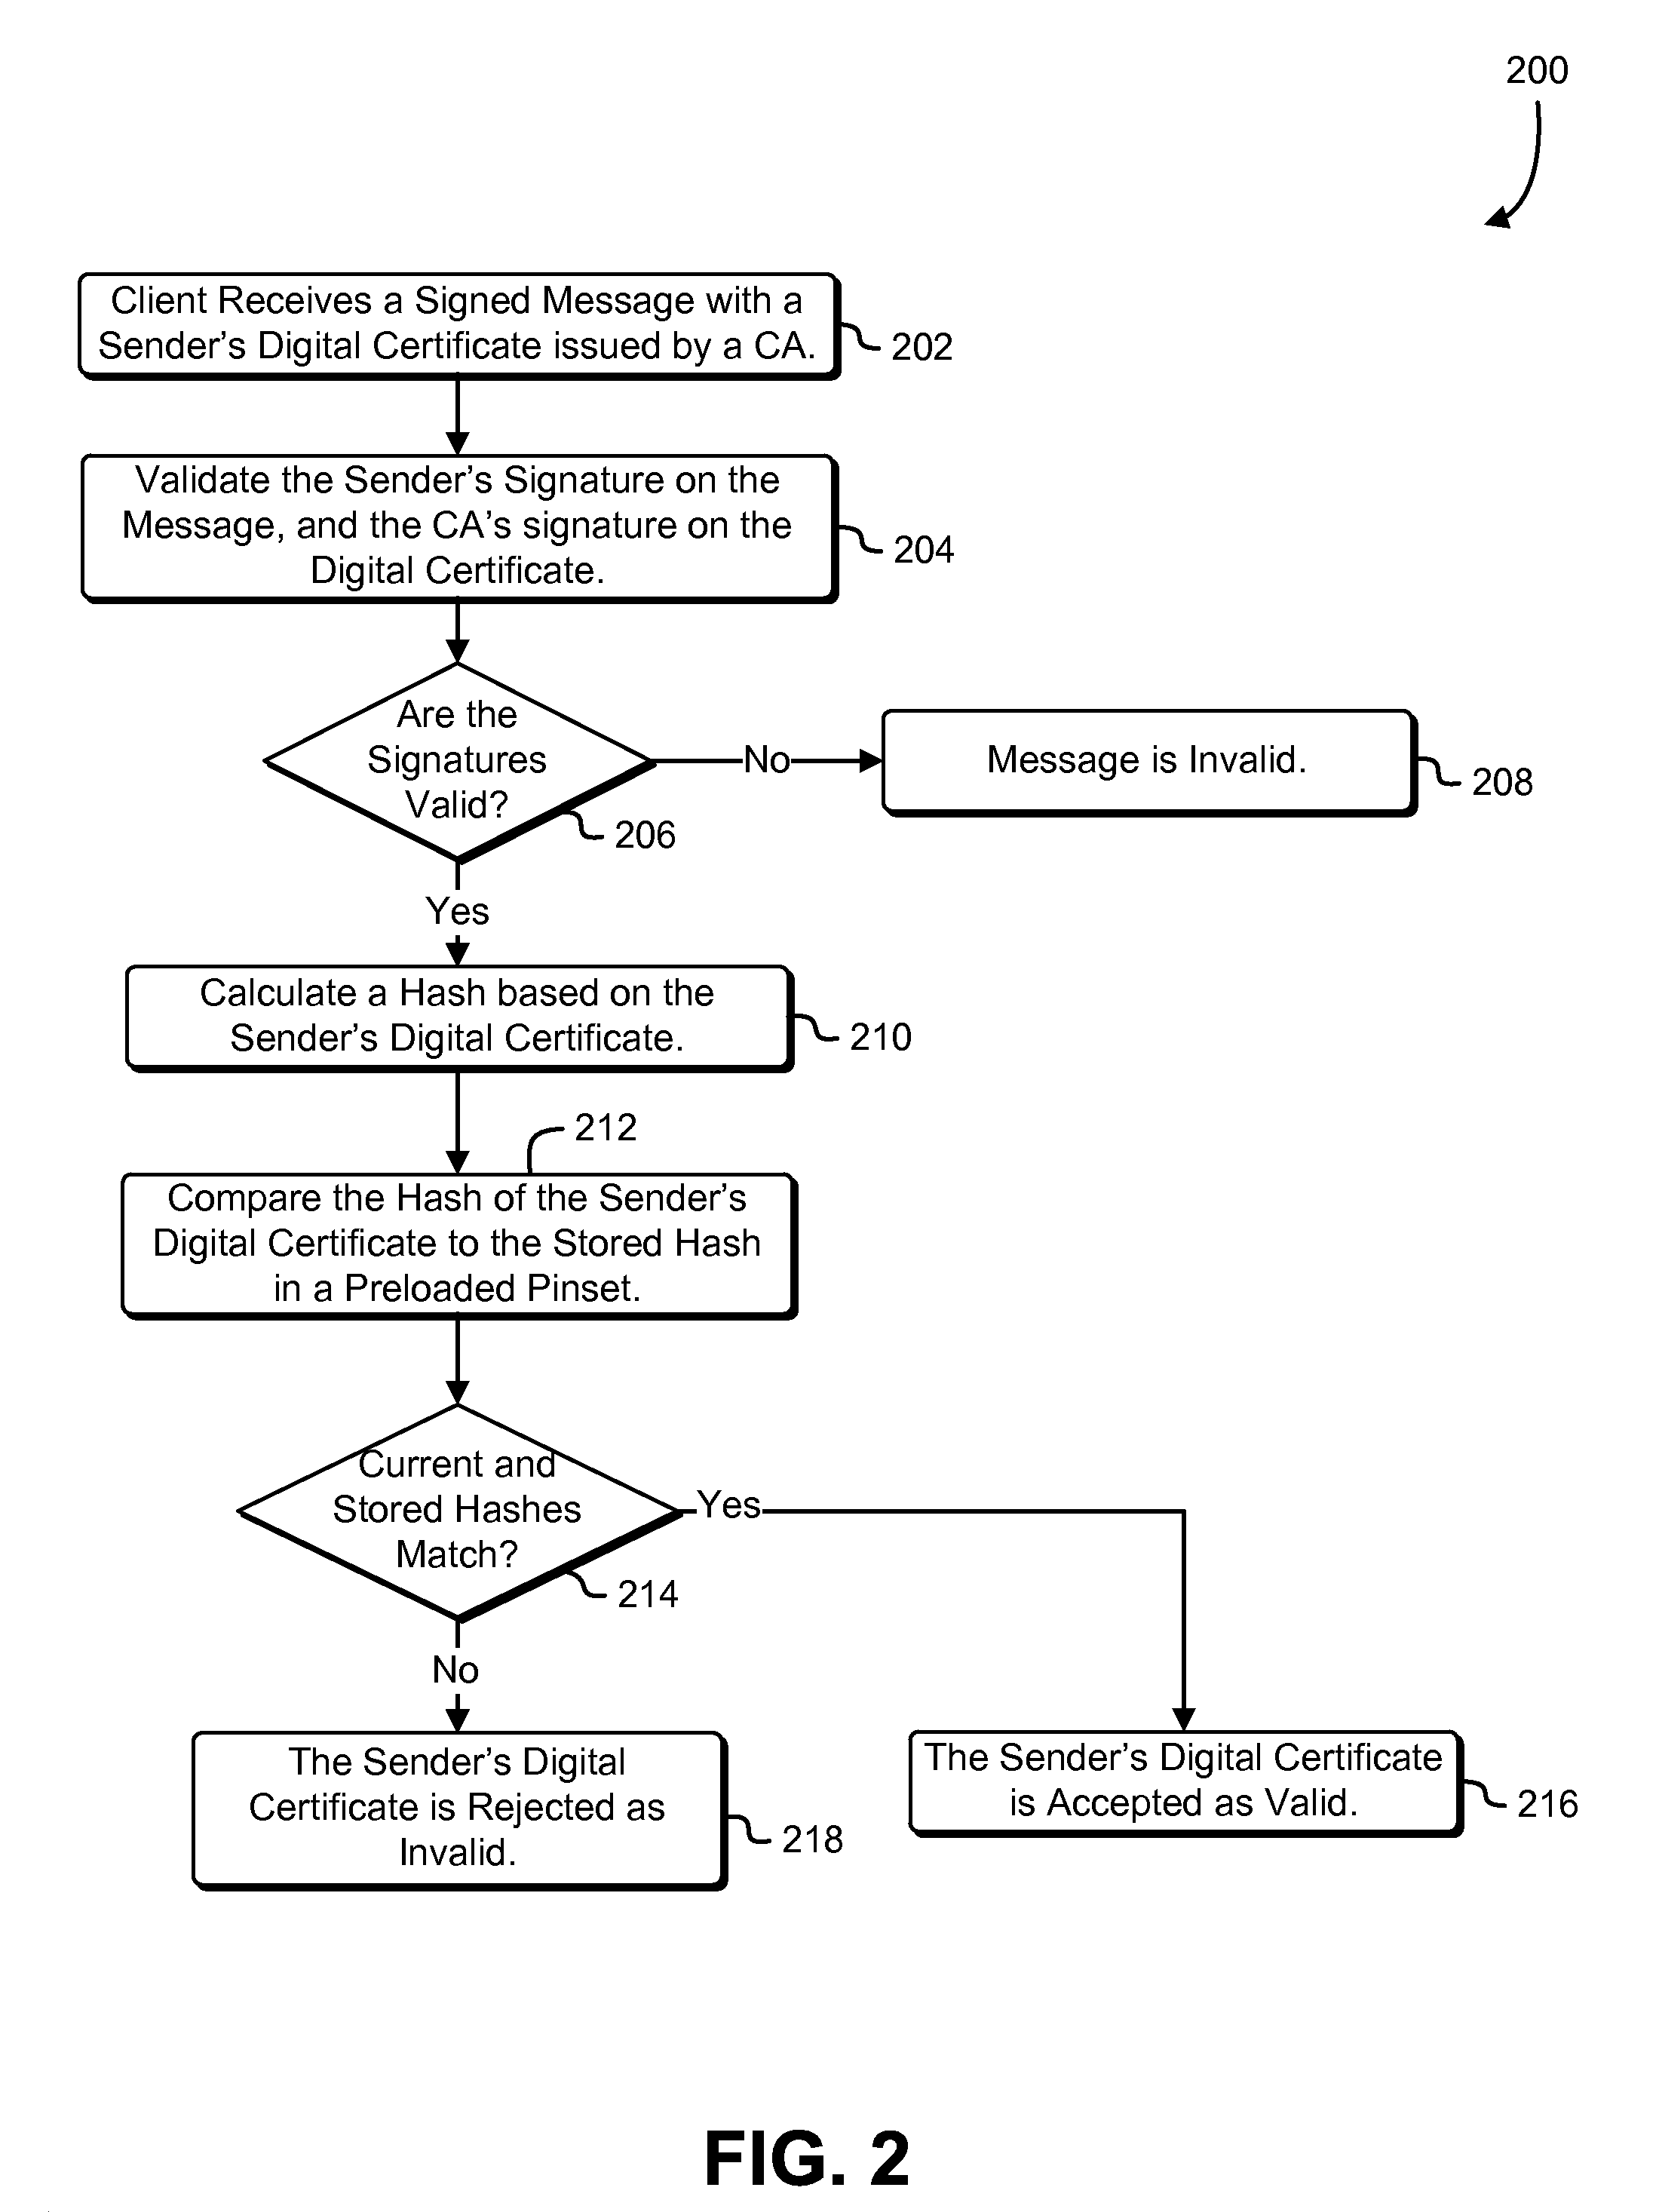 200
Client Receives a Signed Message with a
Sender’s Digital Certificate issued by a CA.
202
Validate the Sender’s Signature on the
Message, and the CA’s signature on the
Digital Certificate.
204
Are the
Signatures
Valid?
206
No
Message is Invalid.
208
Yes
Calculate a Hash based on the
Sender’s Digital Certificate.
210
212
Compare the Hash of the Sender’s
Digital Certificate to the Stored Hash
in a Preloaded Pinset.
Current and
Stored Hashes
Match?
214
Yes
No
The Sender’s Digital
Certificate is Rejected as
Invalid.
218
The Sender’s Digital Certificate
is Accepted as Valid.
216
FIG. 2